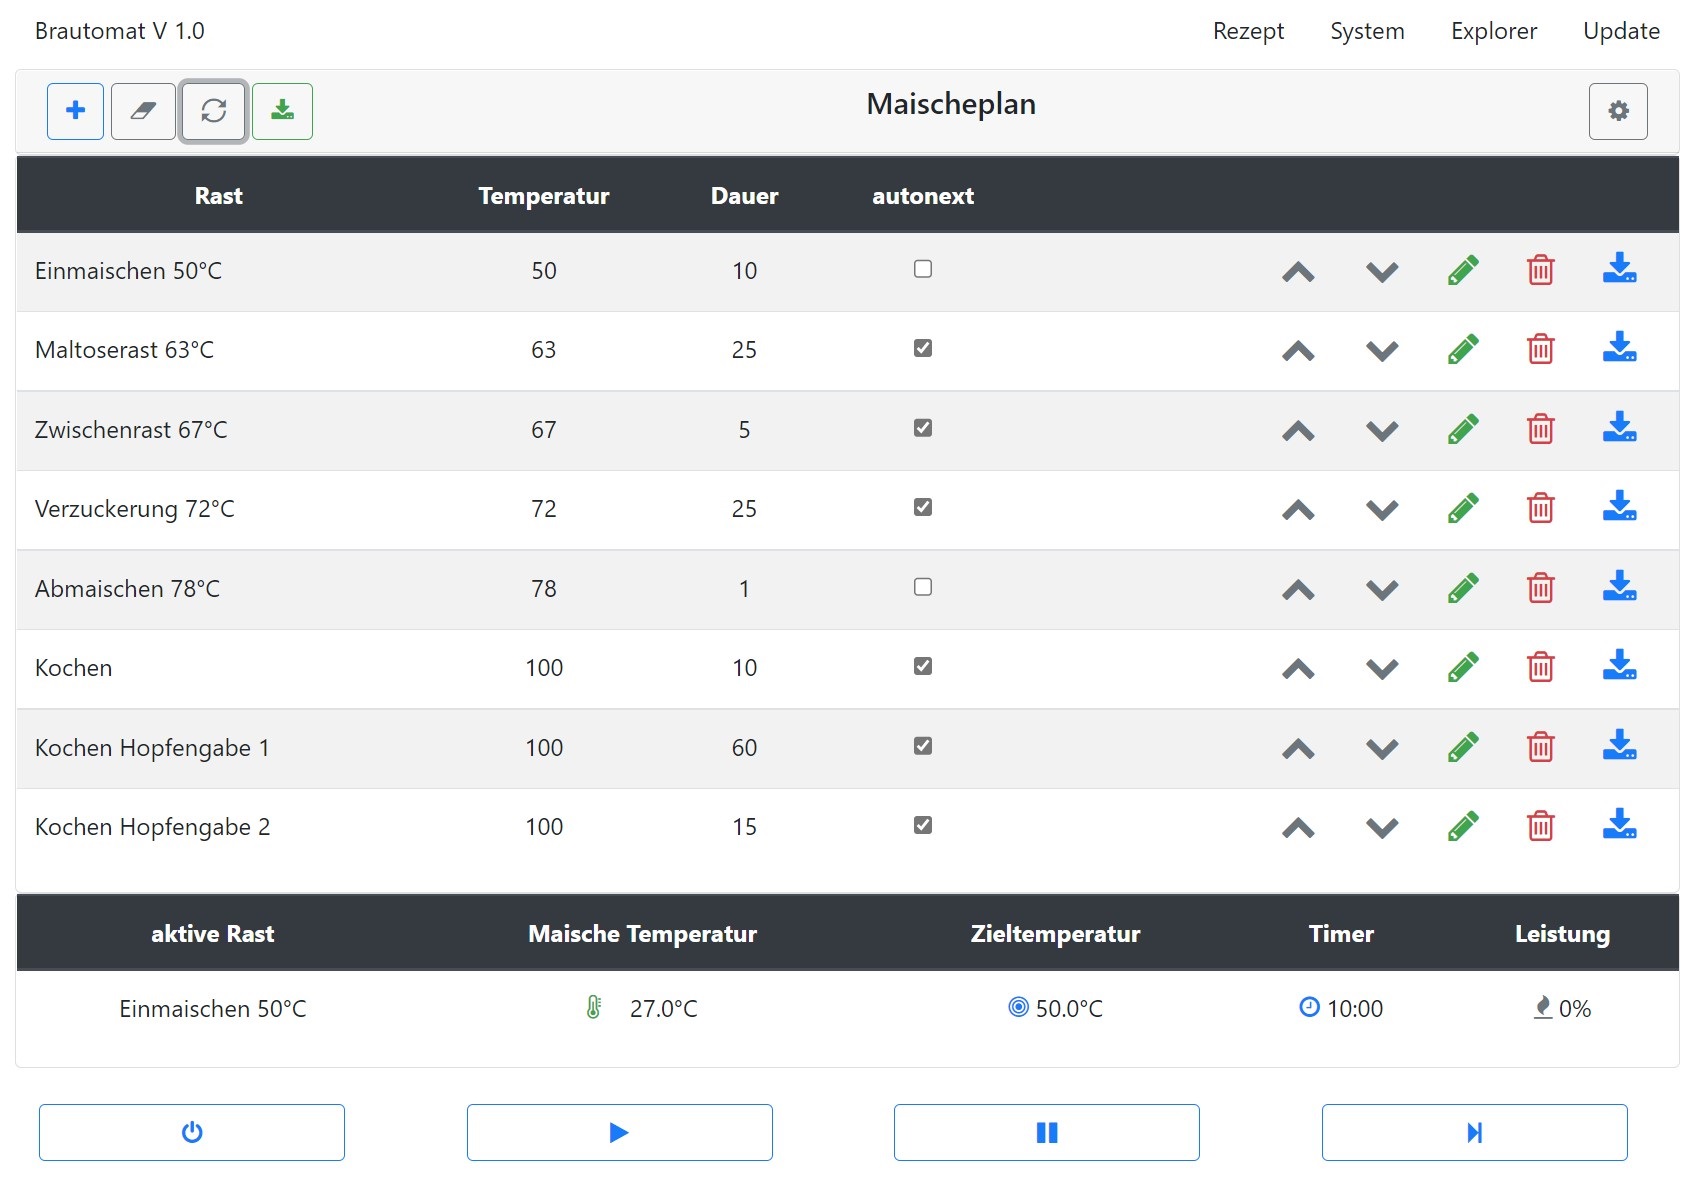 Brautomat V 1.0 Rezept System Explorer Update
Maischeplan
Rast Temperatur Dauer autonext
Einmaischen 50°C 50 10
Maltoserast 63°C 63 25
Zwischenrast 67°C 67 5
Verzuckerung 72°C 72 25
Abmaischen 78°C 78 1
Kochen 100 10
Kochen Hopfengabe 1 100 60
Kochen Hopfengabe 2 100 15
aktive Rast Maische Temperatur Zieltemperatur Timer Leistung
Einmaischen 50°C 27.0°C 50.0°C 10:00 0%